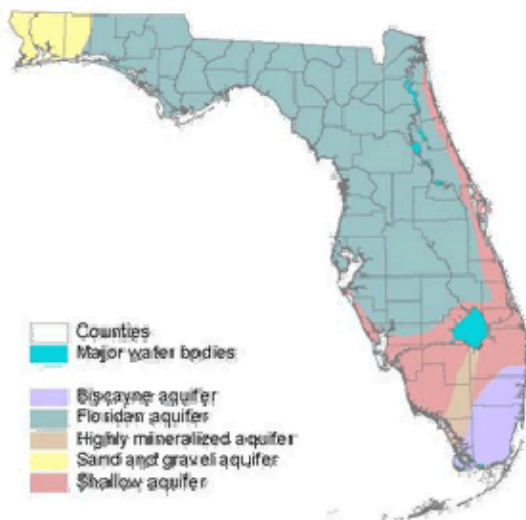 Counties
Major water bodies
Biscayne aquifer
Floridan aquifer
Highly mineralized aquifer
Sand and gravel aquifer
Shallow aquifer